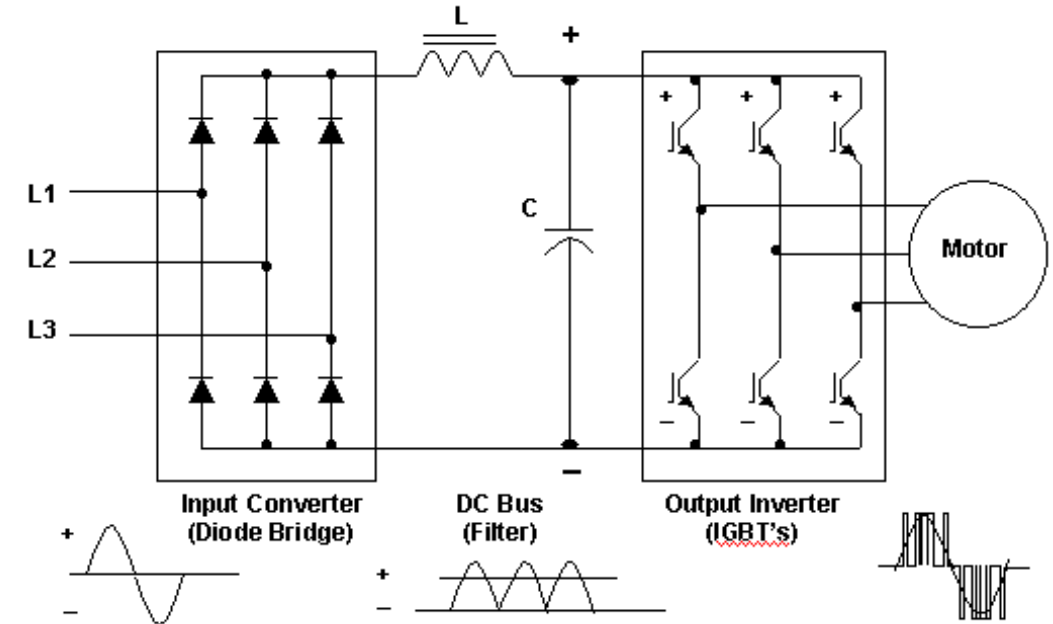 L
+
+ + +
L1
C
L2
Motor
L3
– – –
–
Input Converter
(Diode Bridge)
DC Bus
(Filter)
Output Inverter
(IGBT's)
+
–
+
–